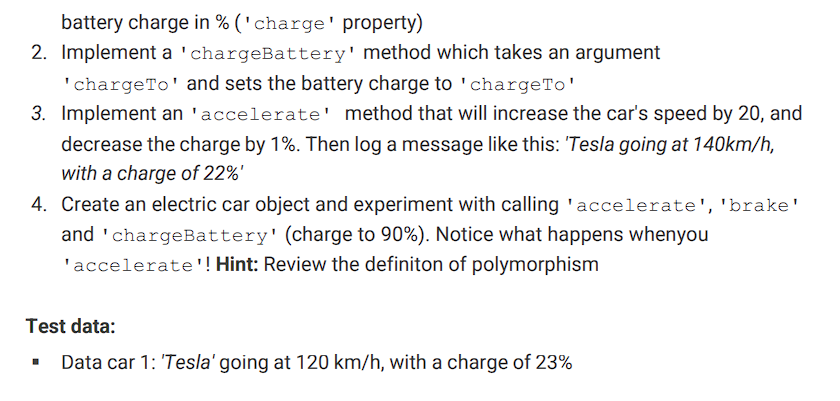 battery charge in % ('charge' property)
2. Implement a 'chargeBattery' method which takes an argument
'chargeTo' and sets the battery charge to 'chargeTo'
3. Implement an 'accelerate' method that will increase the car's speed by 20, and
decrease the charge by 1%. Then log a message like this: 'Tesla going at 140km/h,
with a charge of 22%'
4. Create an electric car object and experiment with calling 'accelerate', 'brake'
and 'chargeBattery' (charge to 90%). Notice what happens whenyou
'accelerate'! Hint: Review the definiton of polymorphism
Test data:
▪ Data car 1: 'Tesla' going at 120 km/h, with a charge of 23%